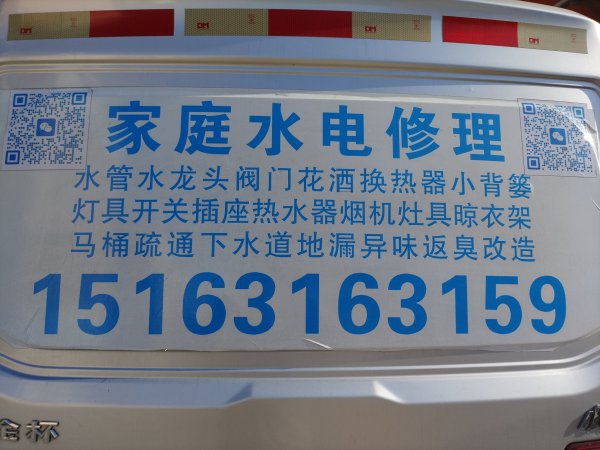 家庭水电修理
水管水龙头阀门花洒换热器小背篓
灯具开关插座热水器烟机灶具晾衣架
马桶疏通下水道地漏异味返臭改造
15163163159
金杯